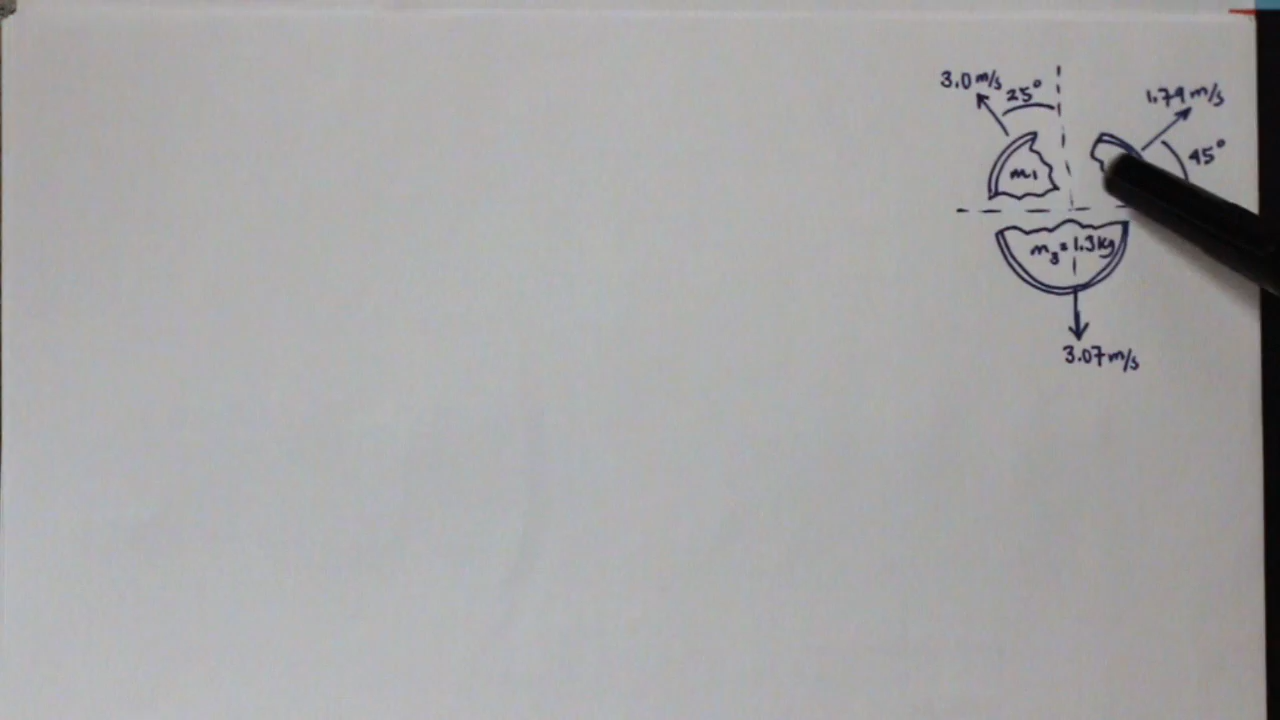 3.0 m/s
25°
1.79 m/s
45°
m₁
m₃ = 1.3 kg
3.07 m/s